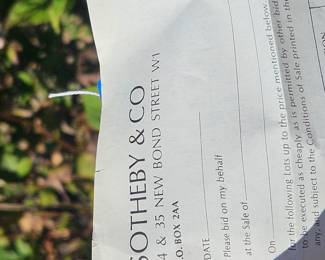 SOTHEBY & CO
4 & 35 NEW BOND STREET W1
.O. BOX 2AA
DATE
Please bid on my behalf
at the Sale of
On
for the following Lots up to the price mentioned below
to be executed as cheaply as is permitted by other bid
any, and subject to the Conditions of Sale printed in the